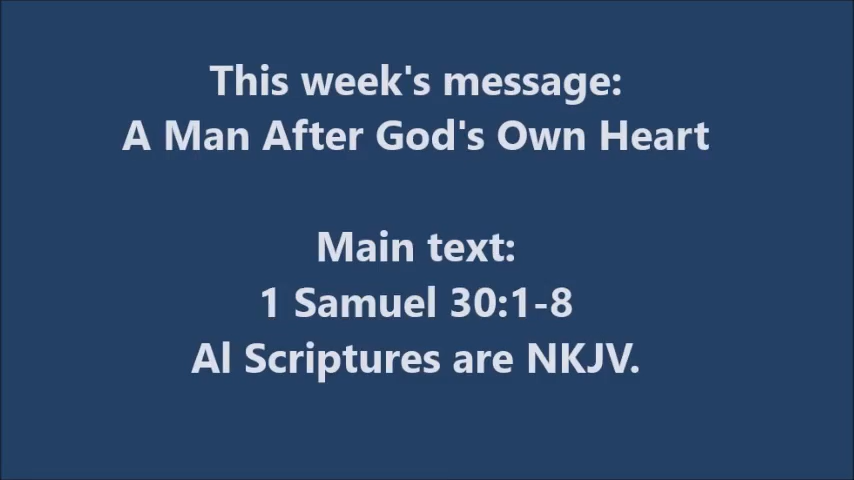 This week's message:
A Man After God's Own Heart
Main text:
1 Samuel 30:1-8
Al Scriptures are NKJV.